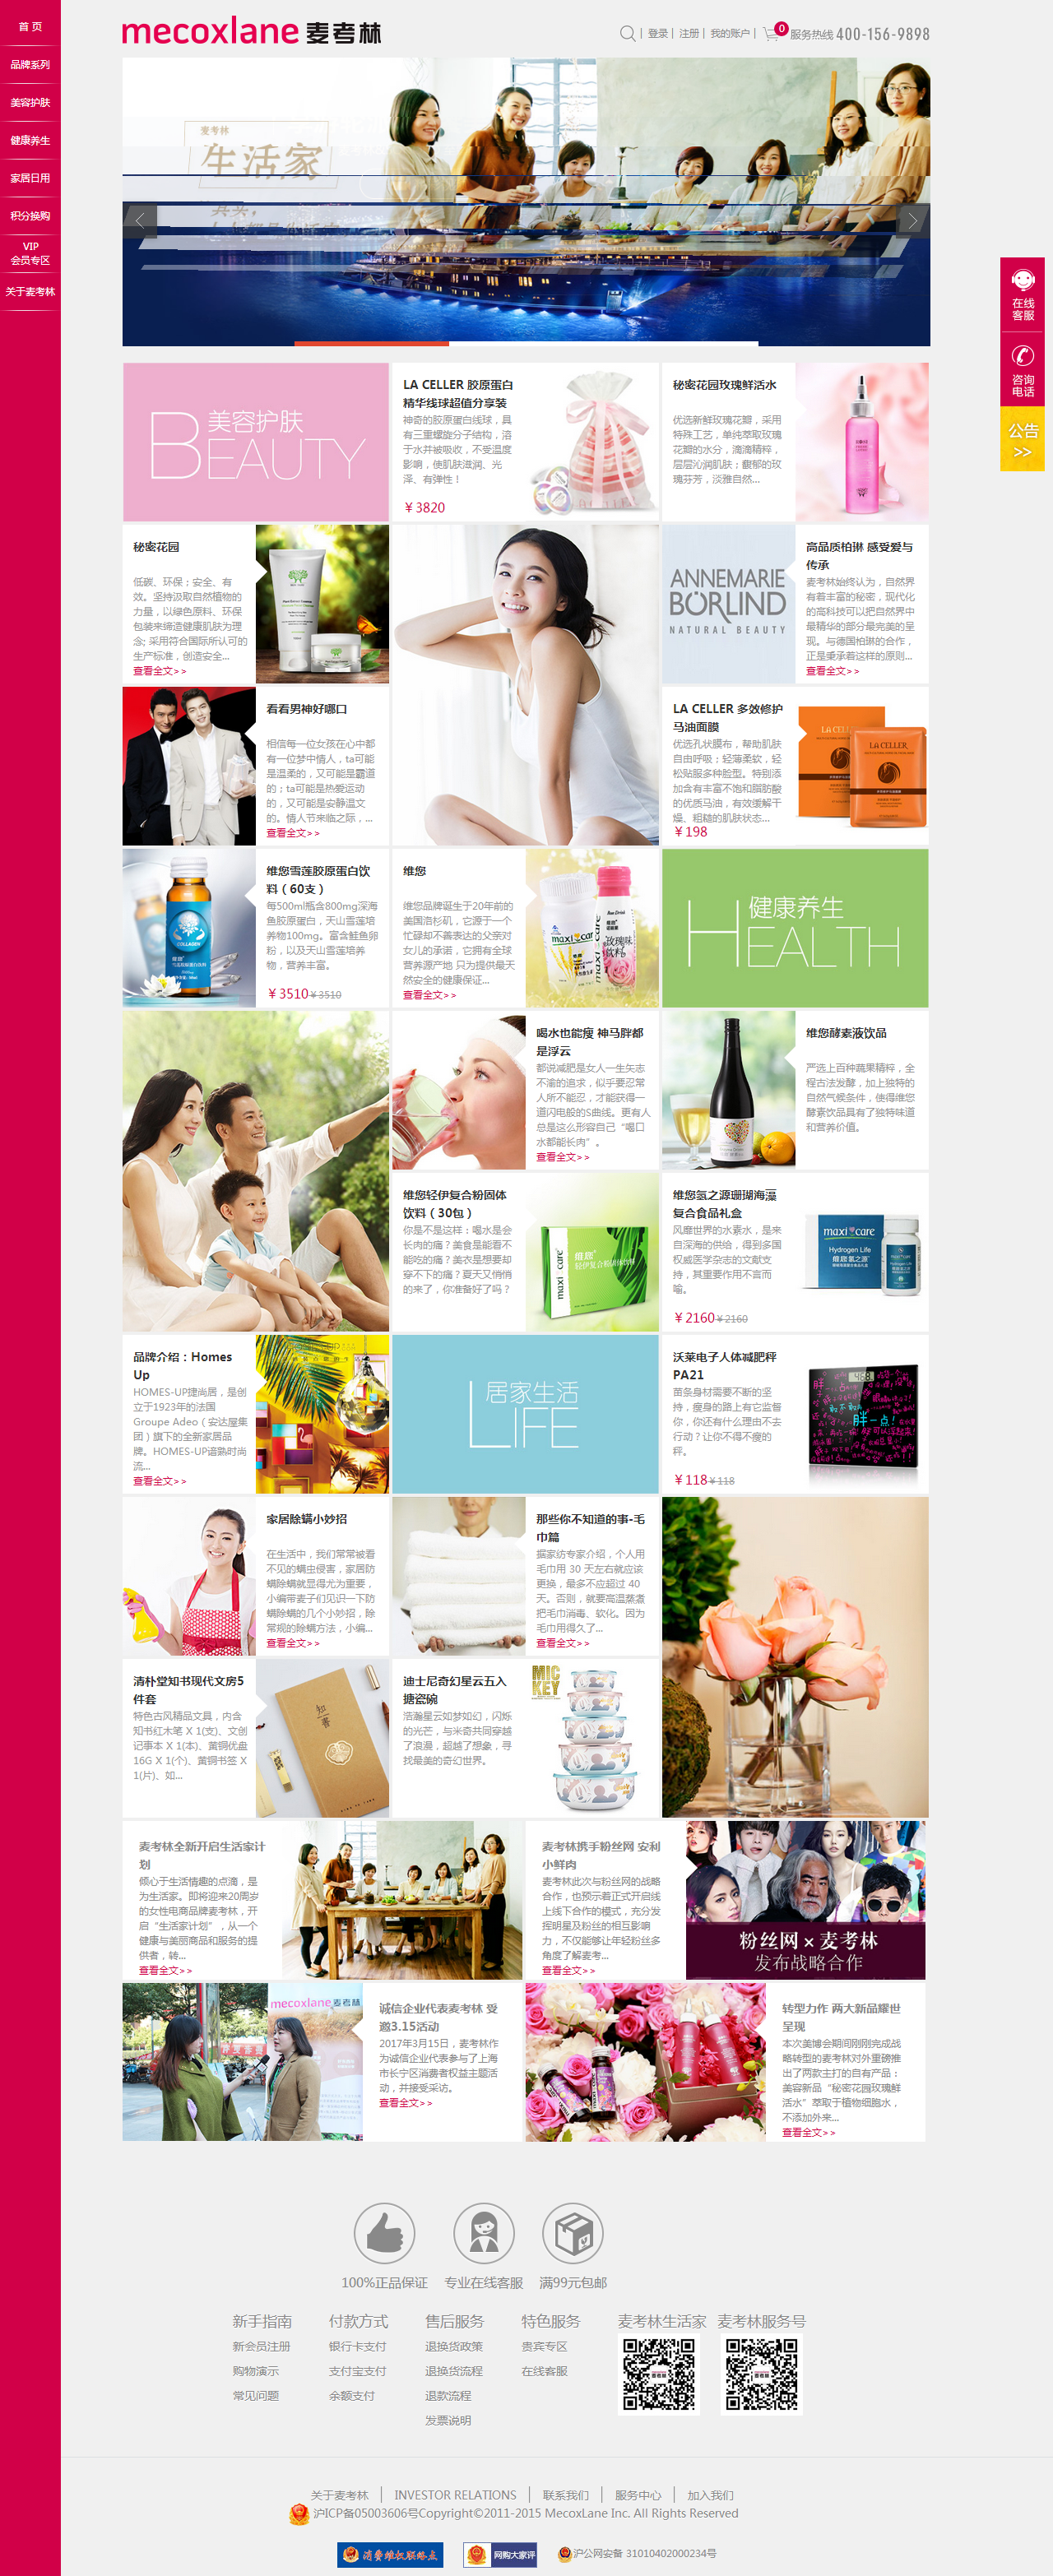 首 页
品牌系列
美容护肤
健康养生
家居日用
积分换购
VIP
会员专区
关于麦考林
mecoxlane 麦考林
登录 | 注册 | 我的账户 |
0
服务热线 400-156-9898
麦考林
生活家
在线
客服
咨询
电话
公告
>>
美容护肤
BEAUTY
LA CELLER 胶原蛋白
精华线球超值分享装
神奇的胶原蛋白线球，具
有三重螺旋分子结构，溶
于水并被吸收，不受温度
影响，使肌肤滋润、光
泽、有弹性！
￥3820
秘密花园玫瑰鲜活水
优选新鲜玫瑰花瓣，采用
特殊工艺，单纯萃取玫瑰
花瓣的水分，滴滴精粹，
层层沁润肌肤；馥郁的玫
瑰芬芳，淡雅自然...
秘密花园
低碳、环保；安全、有
效。坚持汲取自然植物的
力量，以绿色原料、环保
包装来缔造健康肌肤为理
念; 采用符合国际所认可的
生产标准，创造安全...
查看全文>>
ANNEMARIE
BÖRLIND
NATURAL BEAUTY
高品质柏琳 感受爱与
传承
麦考林始终认为，自然界
有着丰富的秘密，现代化
的高科技可以把自然界中
最精华的部分最完美的呈
现。与德国柏琳的合作，
正是秉承着这样的原则...
查看全文>>
看看男神好哪口
相信每一位女孩在心中都
有一位梦中情人，ta可能
是温柔的，又可能是霸道
的；ta可能是热爱运动
的，又可能是安静温文
的。情人节来临之际，...
查看全文>>
LA CELLER 多效修护
马油面膜
优选孔状膜布，帮助肌肤
自由呼吸；轻薄柔软，轻
松贴服多种脸型。特别添
加含有丰富不饱和脂肪酸
的优质马油，有效缓解干
燥、粗糙的肌肤状态...
￥198
LA CELLER
LA CELLER
COLLAGEN
维您雪莲胶原蛋白饮
料（60支）
每500ml瓶含800mg深海
鱼胶原蛋白，天山雪莲培
养物100mg。富含鲑鱼卵
粉，以及天山雪莲培养
物，营养丰富。
￥3510￥3510
维您
维您品牌诞生于20年前的
美国洛杉矶，它源于一个
忙碌却不善表达的父亲对
女儿的承诺，它拥有全球
营养源产地 只为提供最天
然安全的健康保证...
查看全文>>
maxi care
maxi care
玫瑰味
饮料
健康养生
HEALTH
喝水也能瘦 神马胖都
是浮云
都说减肥是女人一生矢志
不渝的追求，似乎要忍常
人所不能忍，才能获得一
道闪电般的S曲线。更有人
总是这么形容自己“喝口
水都能长肉”。
查看全文>>
维您酵素液饮品
严选上百种蔬果精粹，全
程古法发酵，加上独特的
自然气候条件，使得维您
酵素饮品具有了独特味道
和营养价值。
维您轻伊复合粉固体
饮料（30包）
你是不是这样：喝水是会
长肉的痛？美食是能看不
能吃的痛？美衣是想要却
穿不下的痛？夏天又悄悄
的来了，你准备好了吗？
maxi care
维您氢之源珊瑚海藻
复合食品礼盒
风靡世界的水素水，是来
自深海的供给，得到多国
权威医学杂志的文献支
持，其重要作用不言而
喻。
￥2160￥2160
maxi care
Hydrogen Life
品牌介绍：Homes
Up
HOMES-UP捷尚居，是创
立于1923年的法国
Groupe Adeo（安达屋集
团）旗下的全新家居品
牌。HOMES-UP谙熟时尚
流...
查看全文>>
居家生活
LIFE
沃莱电子人体减肥秤
PA21
苗条身材需要不断的坚
持，瘦身的路上有它监督
你，你还有什么理由不去
行动？让你不得不瘦的
秤。
￥118￥118
胖一点!
家居除螨小妙招
在生活中，我们常常被看
不见的螨虫侵害，家居防
螨除螨就显得尤为重要，
小编带麦子们见识一下防
螨除螨的几个小妙招，除
常规的除螨方法，小编...
查看全文>>
那些你不知道的事-毛
巾篇
据家纺专家介绍，个人用
毛巾用 30 天左右就应该
更换，最多不应超过 40
天。否则，就要高温蒸煮
把毛巾消毒、软化。因为
毛巾用得久了...
查看全文>>
清朴堂知书现代文房5
件套
特色古风精品文具，内含
知书红木笔 X 1(支)、文创
记事本 X 1(本)、黄铜优盘
16G X 1(个)、黄铜书签 X
1(片)、如...
知書
迪士尼奇幻星云五入
搪瓷碗
浩瀚星云如梦如幻，闪烁
的光芒，与米奇共同穿越
了浪漫，超越了想象，寻
找最美的奇幻世界。
MIC
KEY
麦考林全新开启生活家计
划
倾心于生活情趣的点滴，是
为生活家。即将迎来20周岁
的女性电商品牌麦考林，开
启“生活家计划”，从一个
健康与美丽商品和服务的提
供者，转...
查看全文>>
麦考林携手粉丝网 安利
小鲜肉
麦考林此次与粉丝网的战略
合作，也预示着正式开启线
上线下合作的模式，充分发
挥明星及粉丝的相互影响
力，不仅能够让年轻粉丝多
角度了解麦考...
查看全文>>
粉丝网 × 麦考林
发布战略合作
mecoxlane 麦考林
诚信企业代表麦考林 受
邀3.15活动
2017年3月15日，麦考林作
为诚信企业代表参与了上海
市长宁区消费者权益主题活
动，并接受采访。
查看全文>>
转型力作 两大新品耀世
呈现
本次美博会期间刚刚完成战
略转型的麦考林对外重磅推
出了两款主打的自有产品：
美容新品“秘密花园玫瑰鲜
活水”萃取于植物细胞水，
不添加外来...
查看全文>>
100%正品保证
专业在线客服
满99元包邮
新手指南
新会员注册
购物演示
常见问题
付款方式
银行卡支付
支付宝支付
余额支付
售后服务
退换货政策
退换货流程
退款流程
发票说明
特色服务
贵宾专区
在线客服
麦考林生活家
麦考林服务号
关于麦考林 | INVESTOR RELATIONS | 联系我们 | 服务中心 | 加入我们
沪ICP备05003606号Copyright©2011-2015 MecoxLane Inc. All Rights Reserved
消费维权联络点
网购大家评
沪公网安备 31010402000234号